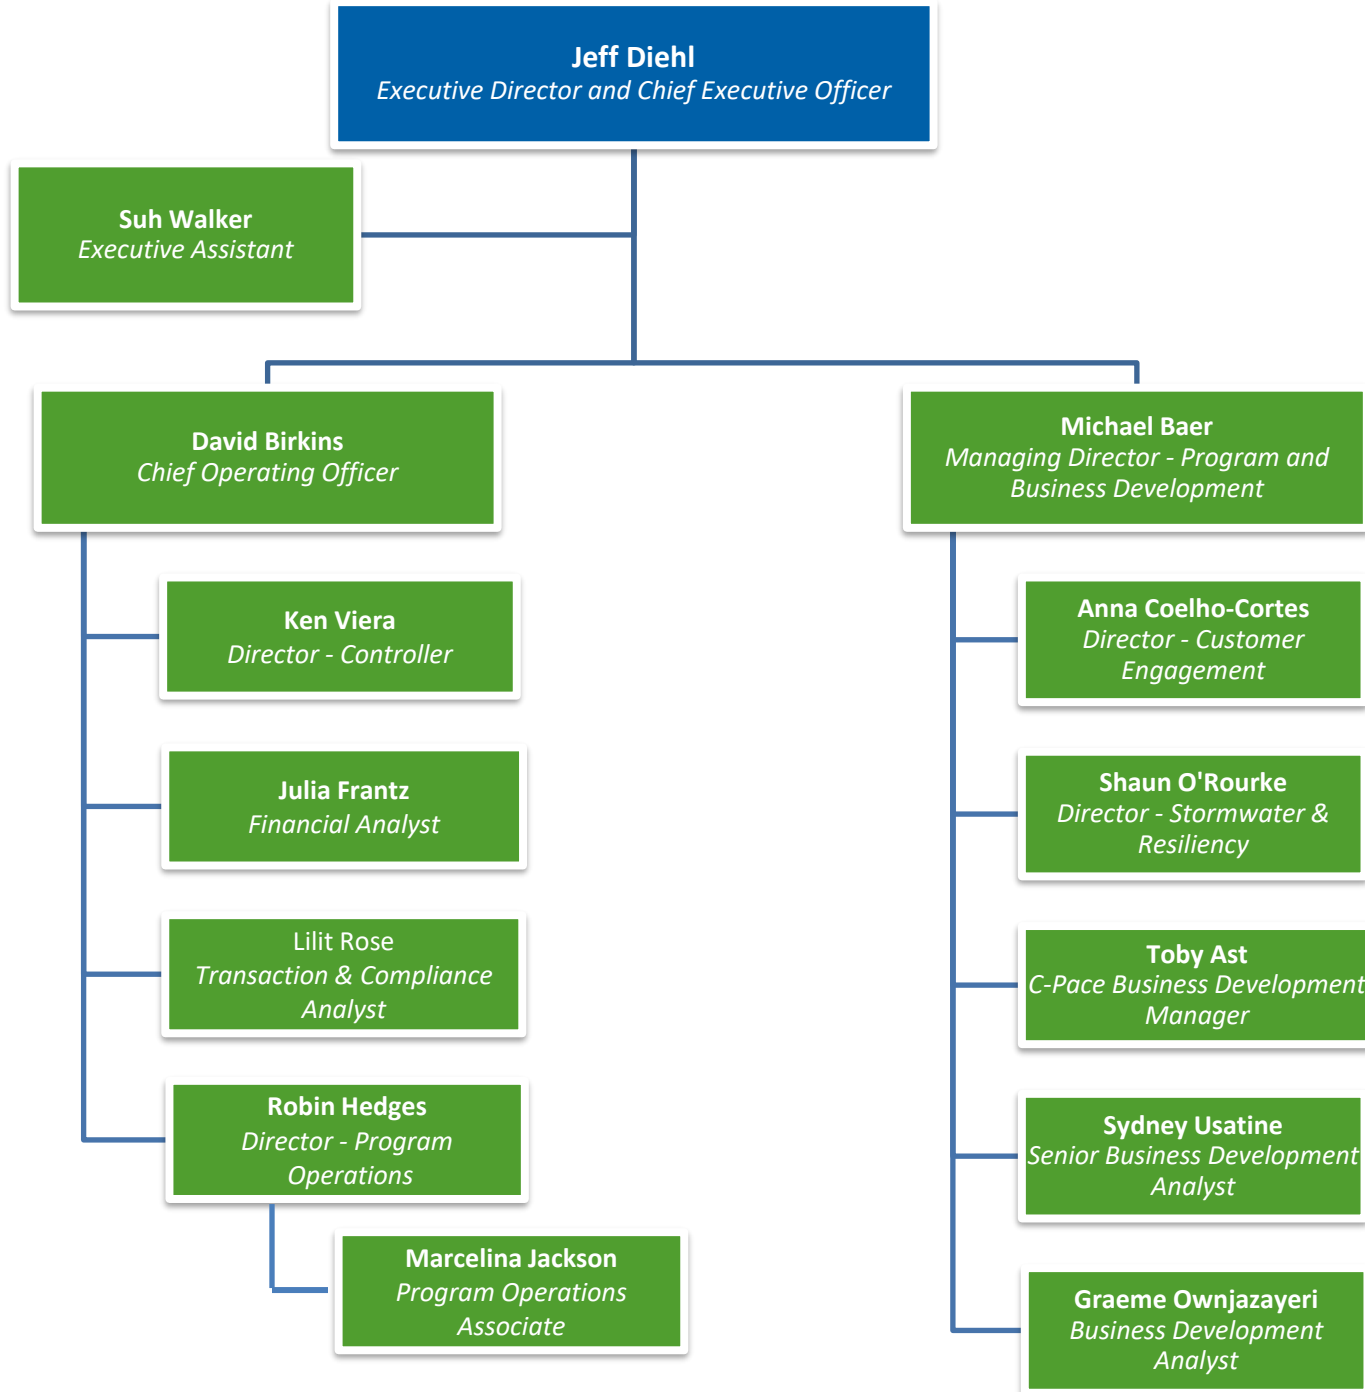 Jeff Diehl
Executive Director and Chief Executive Officer
Suh Walker
Executive Assistant
David Birkins
Chief Operating Officer
Ken Viera
Director - Controller
Julia Frantz
Financial Analyst
Lilit Rose
Transaction & Compliance
Analyst
Robin Hedges
Director - Program
Operations
Marcelina Jackson
Program Operations
Associate
Michael Baer
Managing Director - Program and
Business Development
Anna Coelho-Cortes
Director - Customer
Engagement
Shaun O'Rourke
Director - Stormwater &
Resiliency
Toby Ast
C-Pace Business Development
Manager
Sydney Usatine
Senior Business Development
Analyst
Graeme Ownjazayeri
Business Development
Analyst